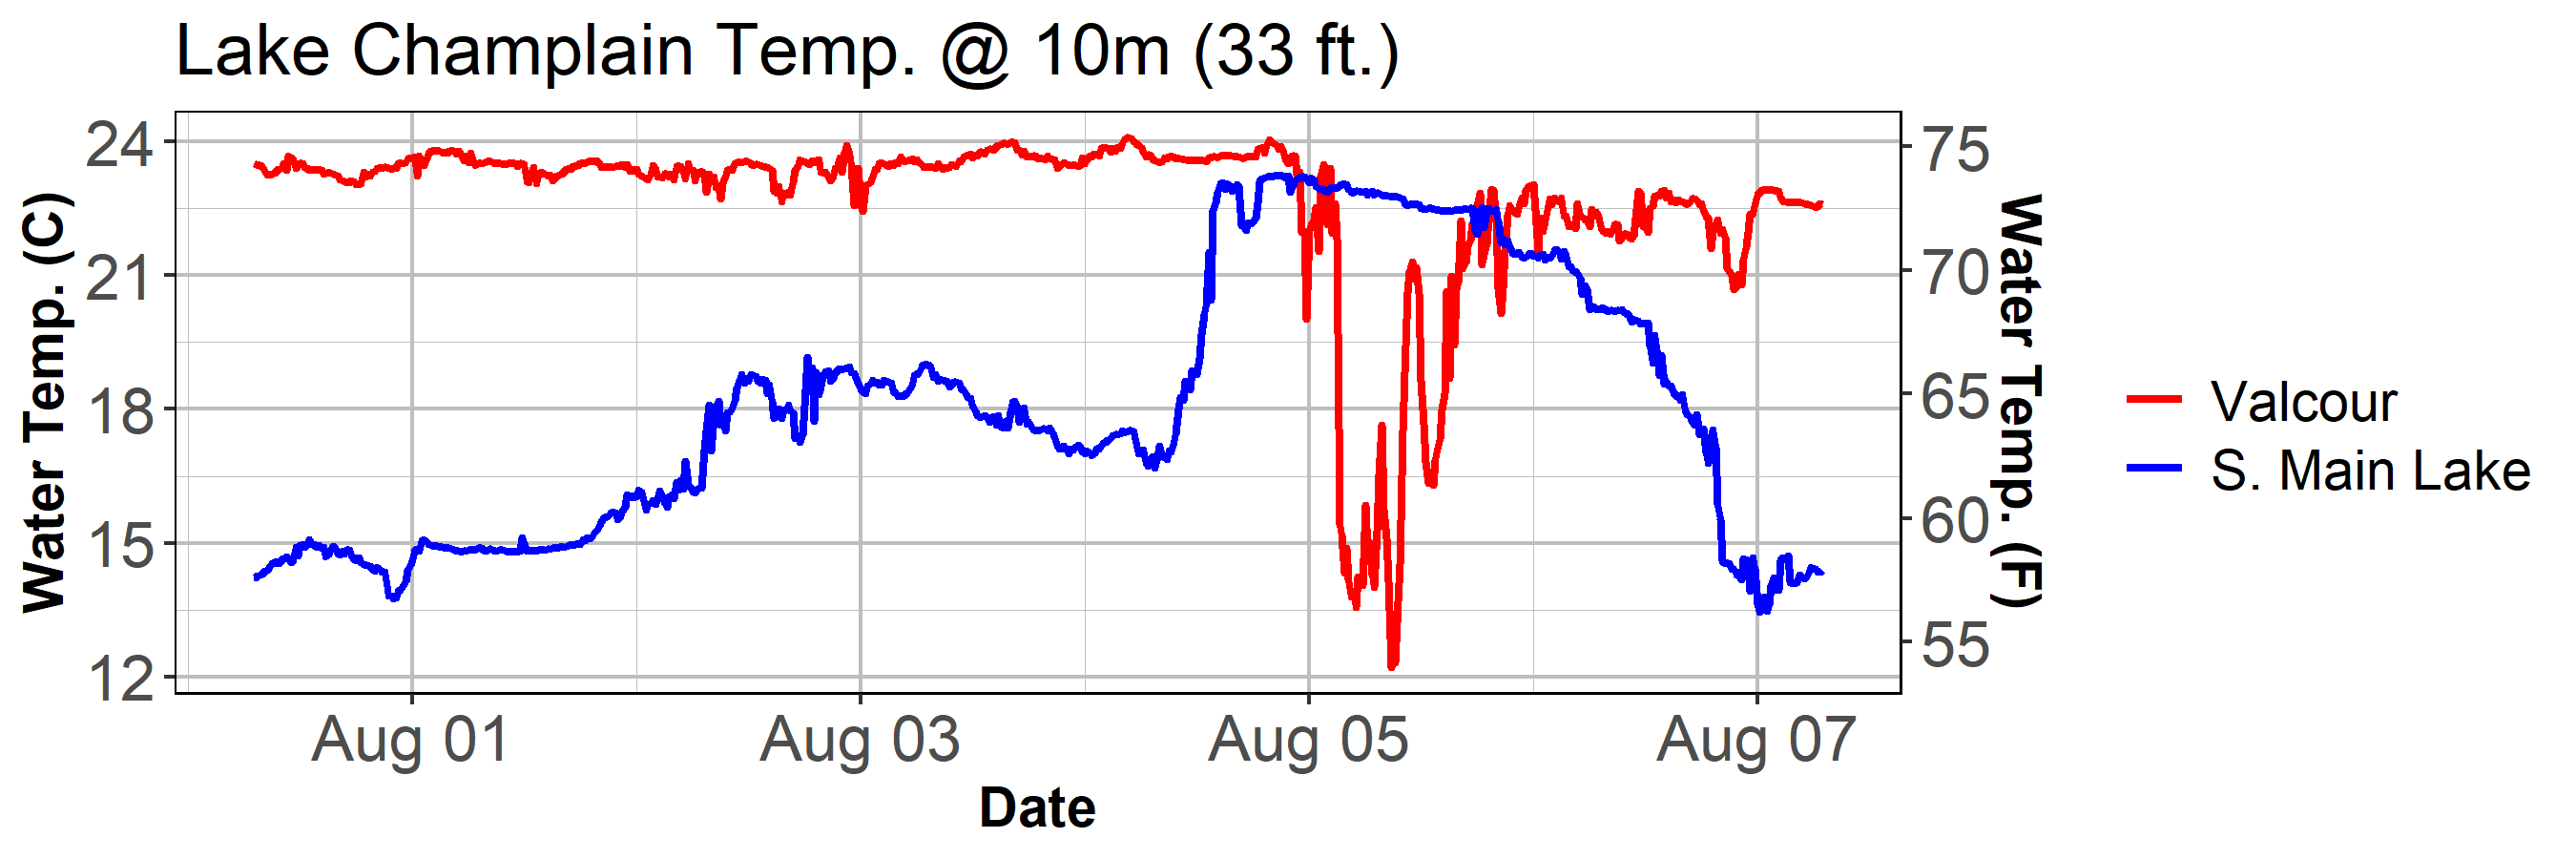 Lake Champlain Temp. @ 10m (33 ft.)
Water Temp. (C)
24
21
18
15
12
75
70
65
60
55
Water Temp. (F)
Aug 01
Aug 03
Aug 05
Aug 07
Date
Valcour
S. Main Lake